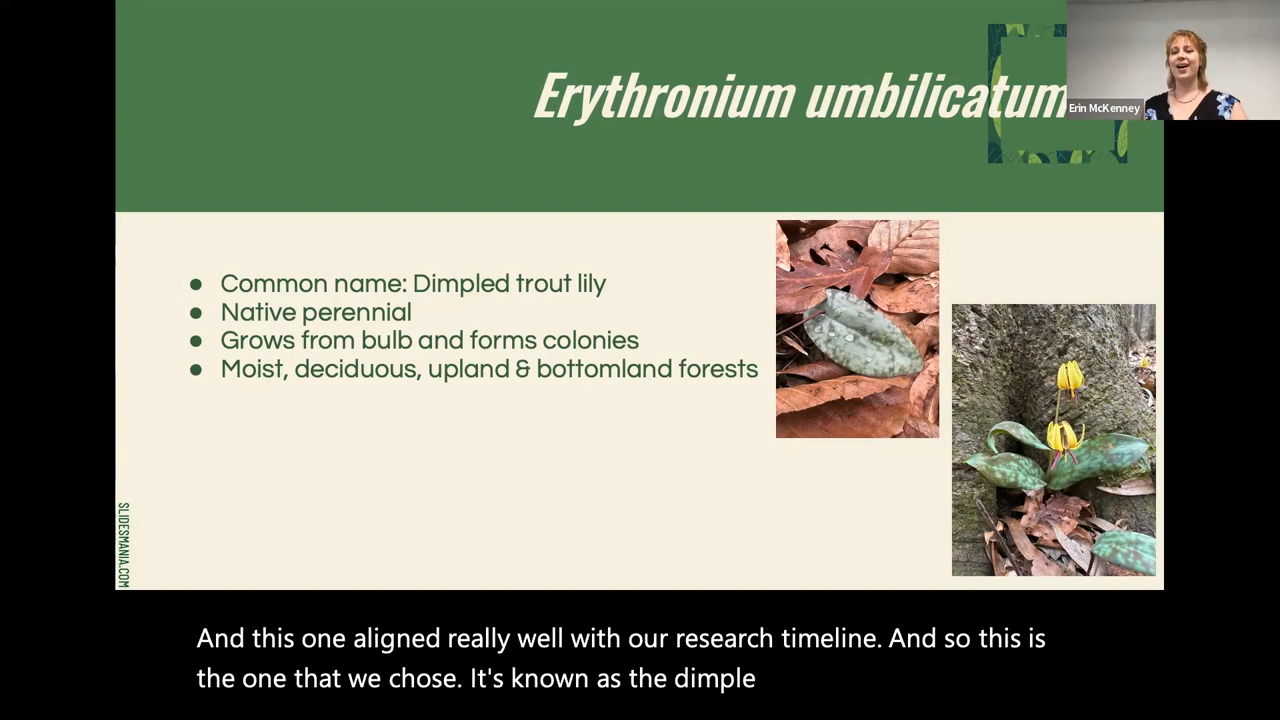 Erythronium umbilicatum
Erin McKenney
● Common name: Dimpled trout lily
● Native perennial
● Grows from bulb and forms colonies
● Moist, deciduous, upland & bottomland forests
SLIDESMANIA.COM
And this one aligned really well with our research timeline. And so this is
the one that we chose. It's known as the dimple